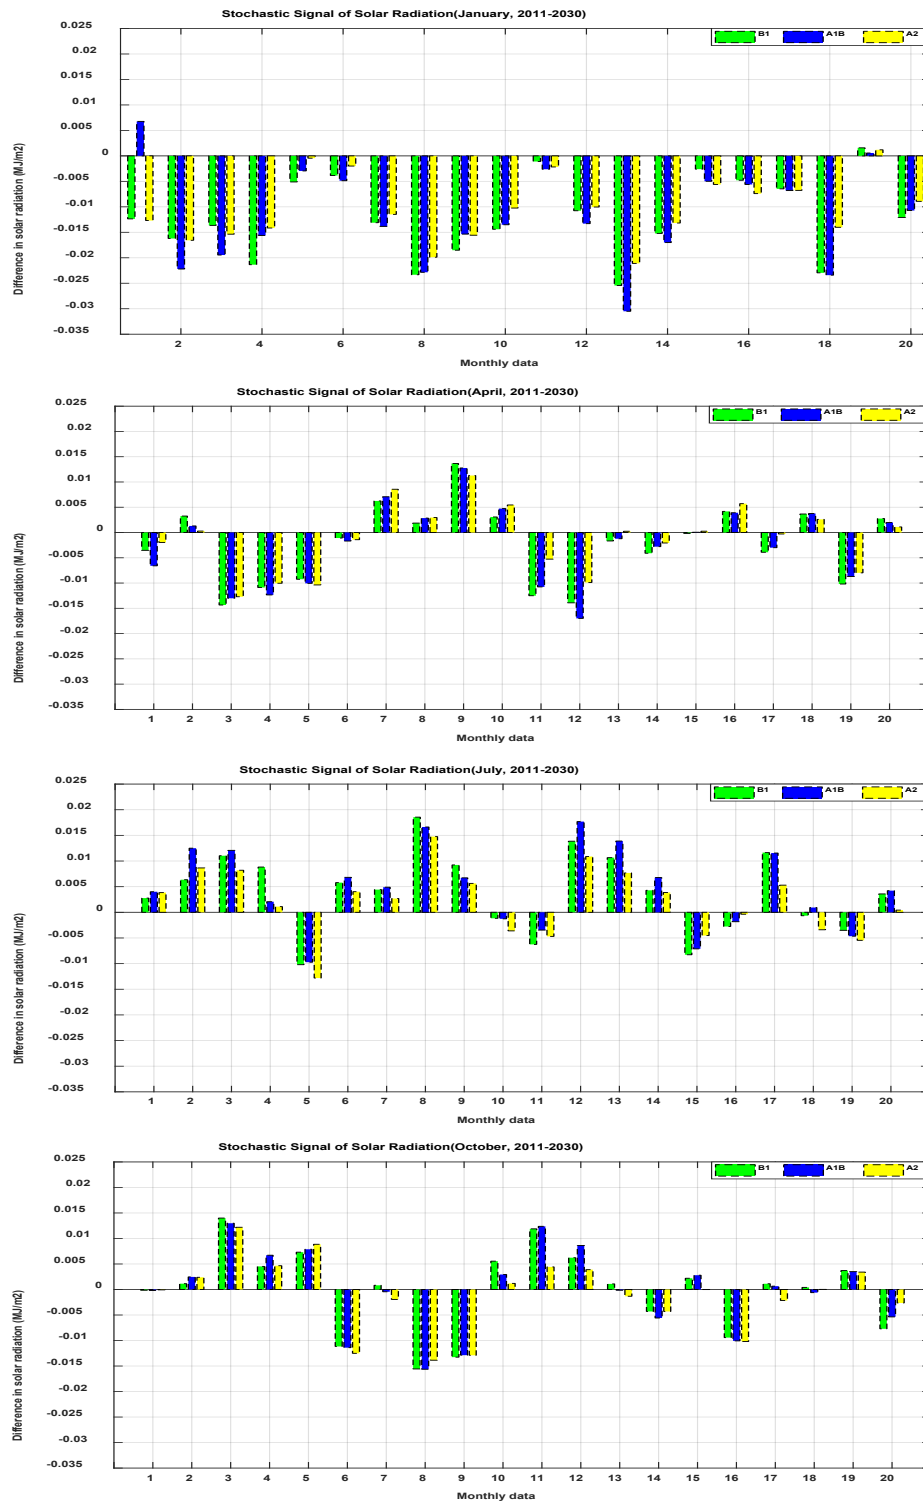 Stochastic Signal of Solar Radiation(January, 2011-2030)
B1 A1B A2
0.025
0.02
0.015
0.01
0.005
0
-0.005
-0.01
-0.015
-0.02
-0.025
-0.03
-0.035
Difference in solar radiation (MJ/m2)
2 4 6 8 10 12 14 16 18 20
Monthly data
Stochastic Signal of Solar Radiation(April, 2011-2030)
B1 A1B A2
0.025
0.02
0.015
0.01
0.005
0
-0.005
-0.01
-0.015
-0.02
-0.025
-0.03
-0.035
Difference in solar radiation (MJ/m2)
1 2 3 4 5 6 7 8 9 10 11 12 13 14 15 16 17 18 19 20
Monthly data
Stochastic Signal of Solar Radiation(July, 2011-2030)
B1 A1B A2
0.025
0.02
0.015
0.01
0.005
0
-0.005
-0.01
-0.015
-0.02
-0.025
-0.03
-0.035
Difference in solar radiation (MJ/m2)
1 2 3 4 5 6 7 8 9 10 11 12 13 14 15 16 17 18 19 20
Monthly data
Stochastic Signal of Solar Radiation(October, 2011-2030)
B1 A1B A2
0.025
0.02
0.015
0.01
0.005
0
-0.005
-0.01
-0.015
-0.02
-0.025
-0.03
-0.035
Difference in solar radiation (MJ/m2)
1 2 3 4 5 6 7 8 9 10 11 12 13 14 15 16 17 18 19 20
Monthly data